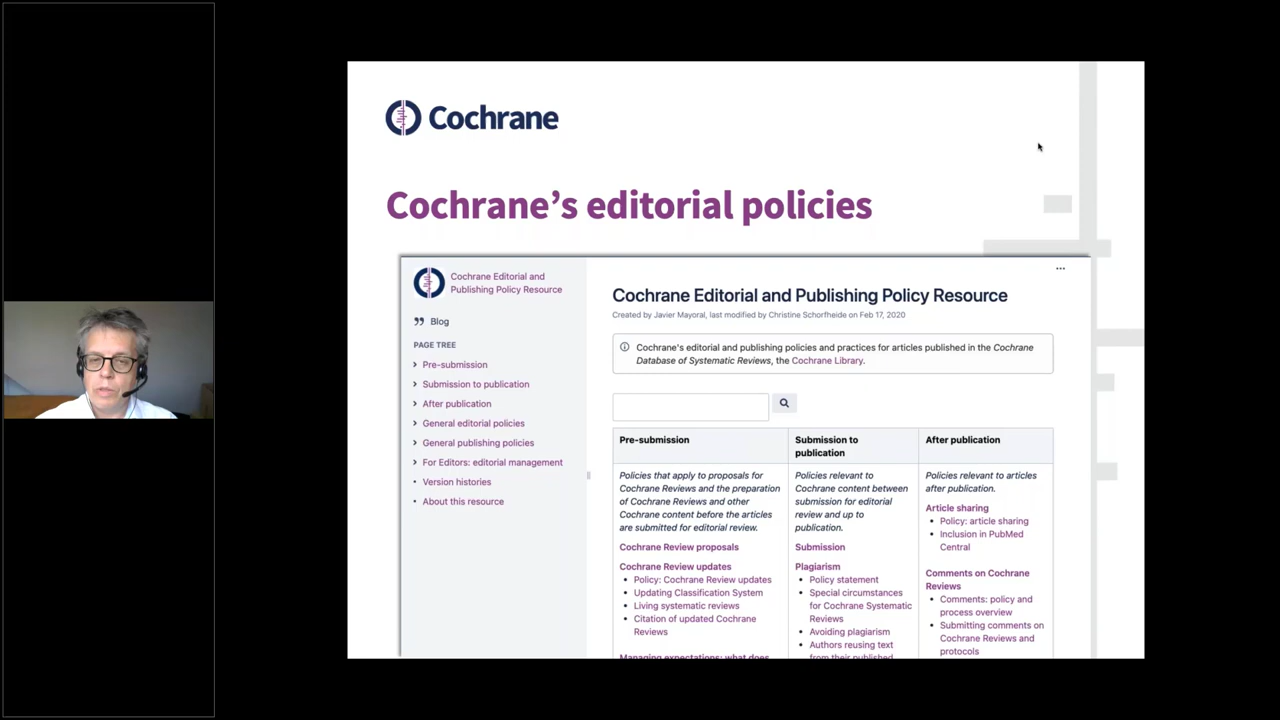 Cochrane
Cochrane's editorial policies
Cochrane Editorial and
Publishing Policy Resource
Blog
PAGE TREE
Pre-submission
Submission to publication
After publication
General editorial policies
General publishing policies
For Editors: editorial management
Version histories
About this resource
Cochrane Editorial and Publishing Policy Resource
Created by Javier Mayoral, last modified by Christine Schorfheide on Feb 17, 2020
Cochrane's editorial and publishing policies and practices for articles published in the Cochrane
Database of Systematic Reviews, the Cochrane Library.
Pre-submission
Policies that apply to proposals for
Cochrane Reviews and the preparation
of Cochrane Reviews and other
Cochrane content before the articles
are submitted for editorial review.
Cochrane Review proposals
Cochrane Review updates
• Policy: Cochrane Review updates
• Updating Classification System
• Living systematic reviews
• Citation of updated Cochrane
Reviews
Managing expectations: what does
Submission to
publication
Policies relevant to
Cochrane content between
submission for editorial
review and up to
publication.
Submission
Plagiarism
• Policy statement
• Special circumstances
for Cochrane Systematic
Reviews
• Avoiding plagiarism
• Authors reusing text
from their published
After publication
Policies relevant to articles
after publication.
Article sharing
• Policy: article sharing
• Inclusion in PubMed
Central
Comments on Cochrane
Reviews
• Comments: policy and
process overview
• Submitting comments on
Cochrane Reviews and
protocols